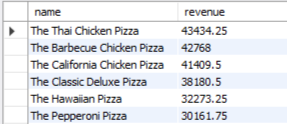 name revenue
The Thai Chicken Pizza 43434.25
The Barbecue Chicken Pizza 42768
The California Chicken Pizza 41409.5
The Classic Deluxe Pizza 38180.5
The Hawaiian Pizza 32273.25
The Pepperoni Pizza 30161.75